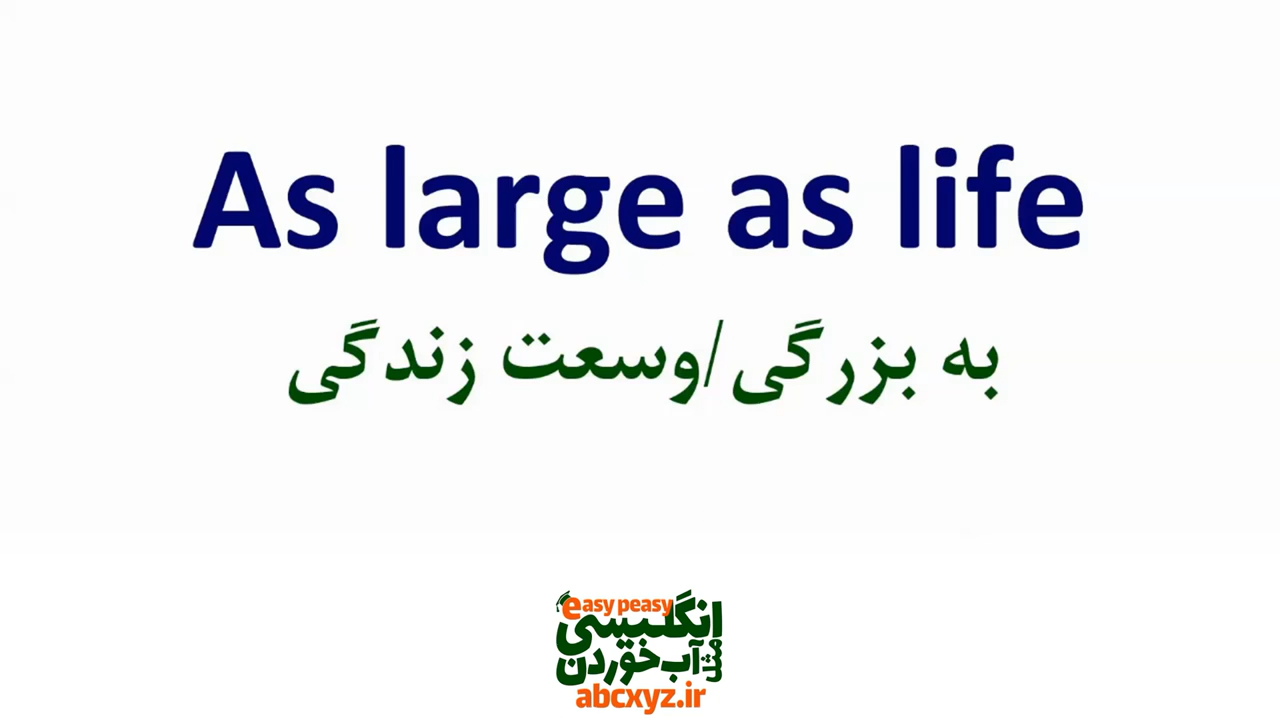 As large as life
به بزرگی/وسعت زندگی
easy peasy
انگلیسی
مثل آب خوردن
abcxyz.ir